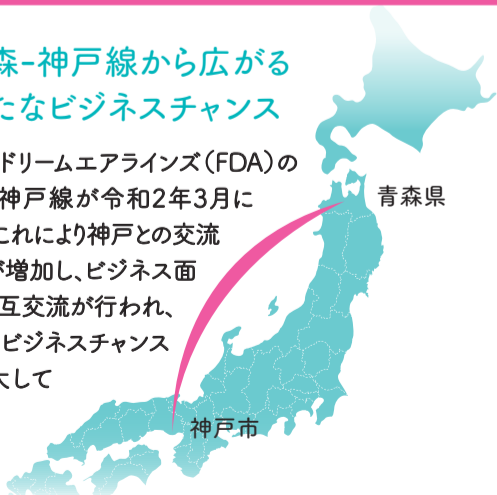 森-神戸線から広がる
たなビジネスチャンス
ドリームエアラインズ（FDA）の
神戸線が令和2年3月に
これにより神戸との交流
が増加し、ビジネス面
互交流が行われ、
ビジネスチャンス
大して
青森県
神戸市